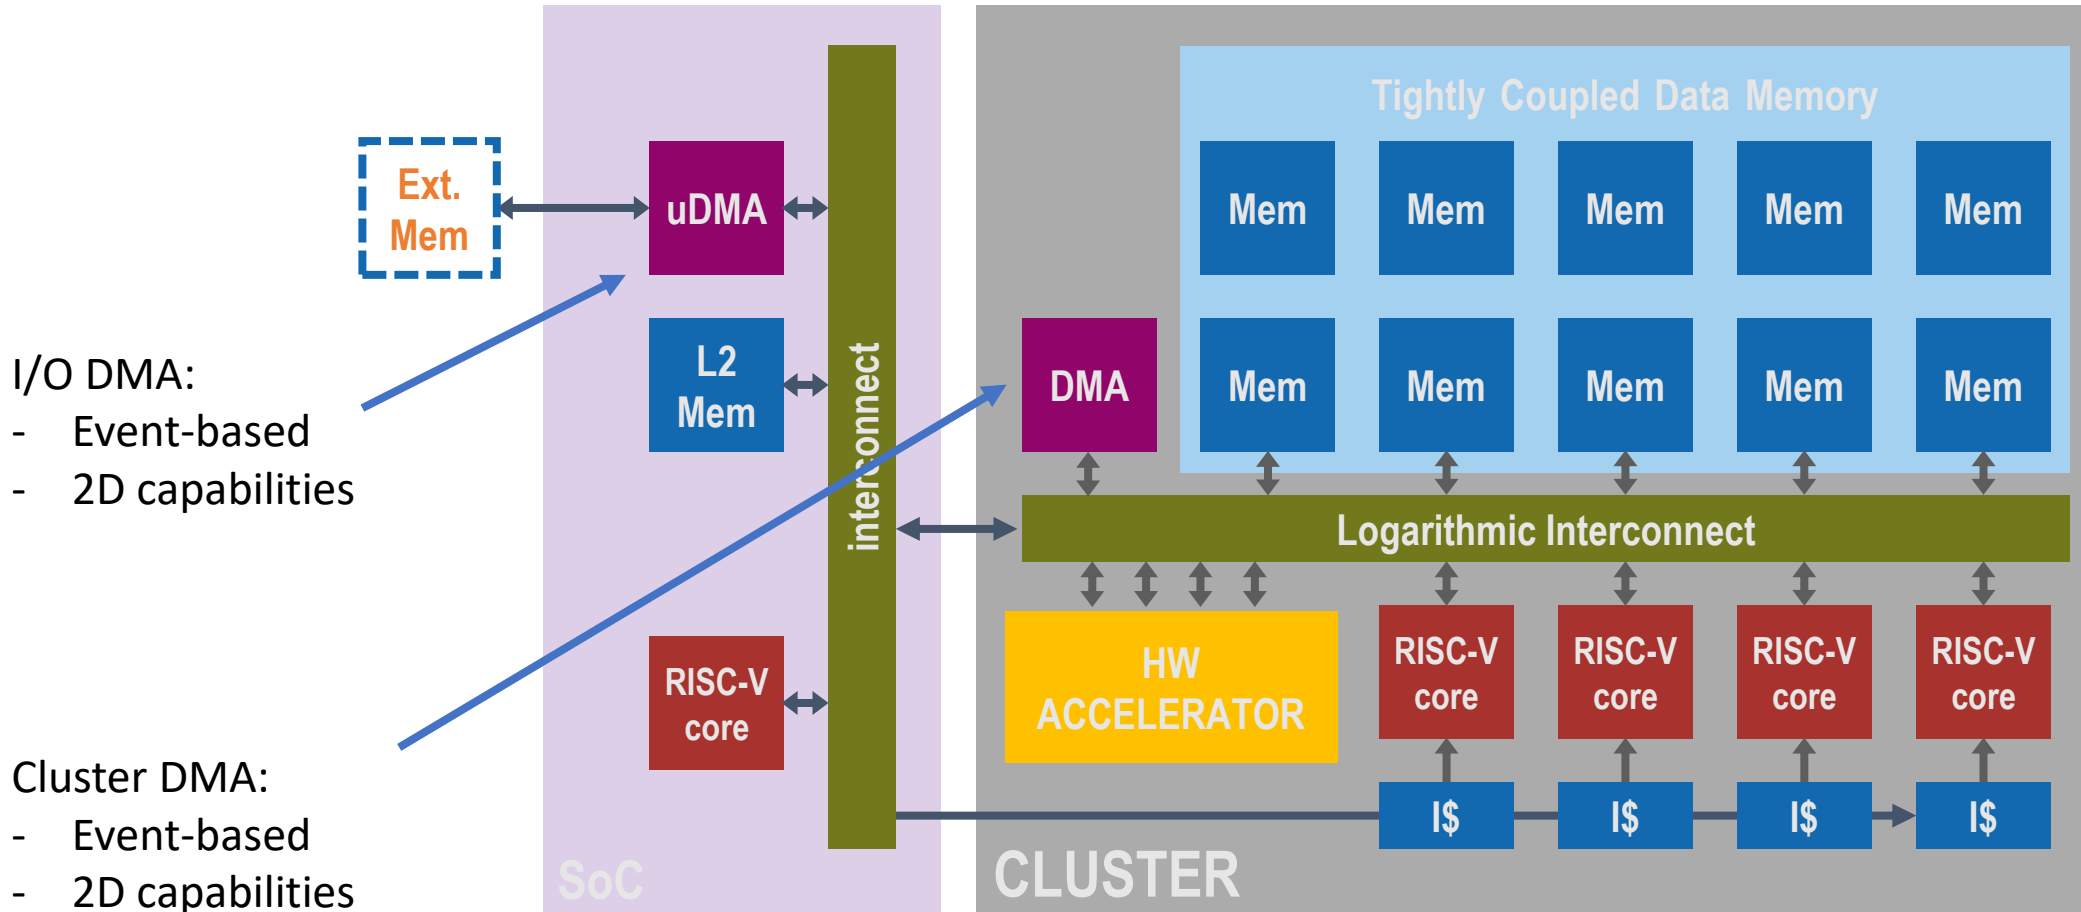 Tightly Coupled Data Memory
Ext.
Mem
uDMA
Mem
Mem
Mem
Mem
Mem
I/O DMA:
- Event-based
- 2D capabilities
L2
Mem
interconnect
DMA
Mem
Mem
Mem
Mem
Mem
Logarithmic Interconnect
RISC-V
core
HW
ACCELERATOR
RISC-V
core
RISC-V
core
RISC-V
core
RISC-V
core
Cluster DMA:
- Event-based
- 2D capabilities
I$
I$
I$
I$
SoC
CLUSTER